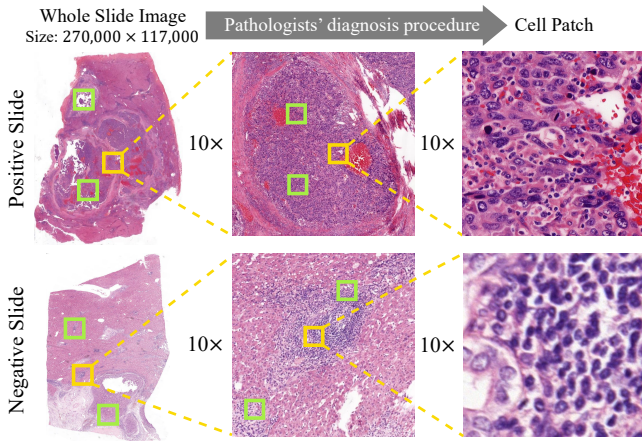 Whole Slide Image
Size: 270,000 × 117,000
Pathologists' diagnosis procedure
Cell Patch
Positive Slide
10×
10×
Negative Slide
10×
10×